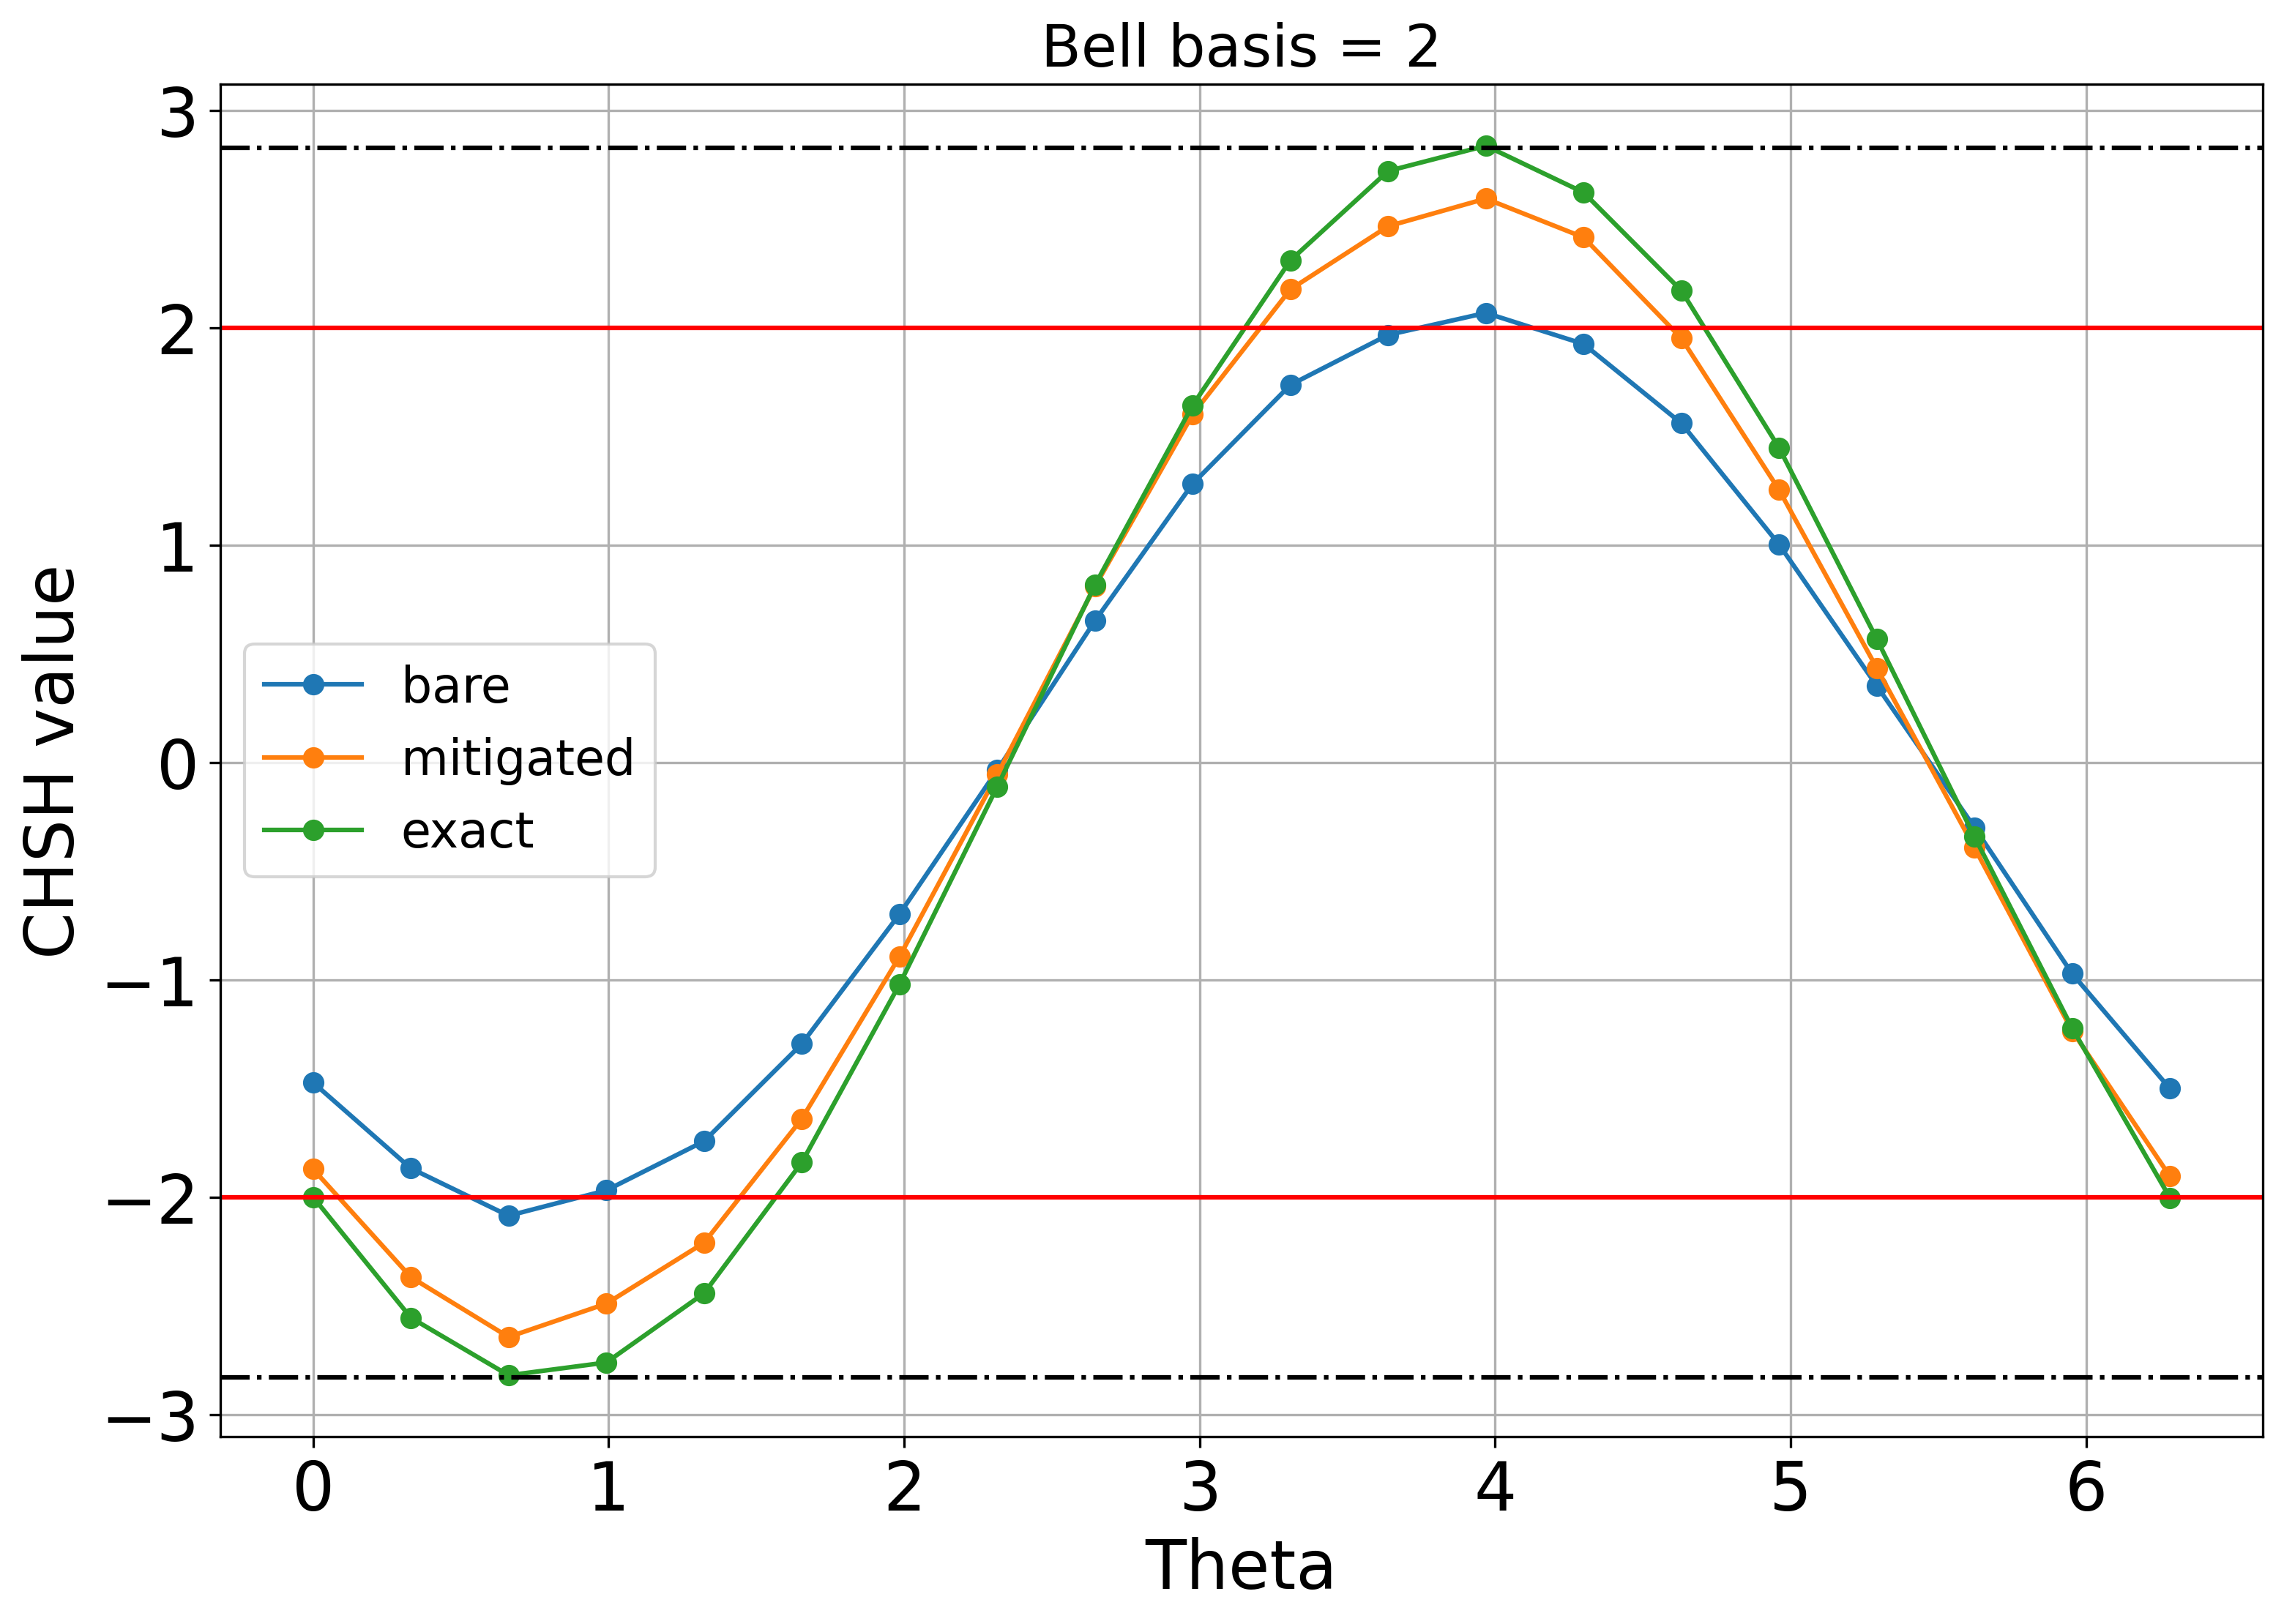 Bell basis = 2
3
2
1
0
−1
−2
−3
CHSH value
bare
mitigated
exact
0 1 2 3 4 5 6
Theta